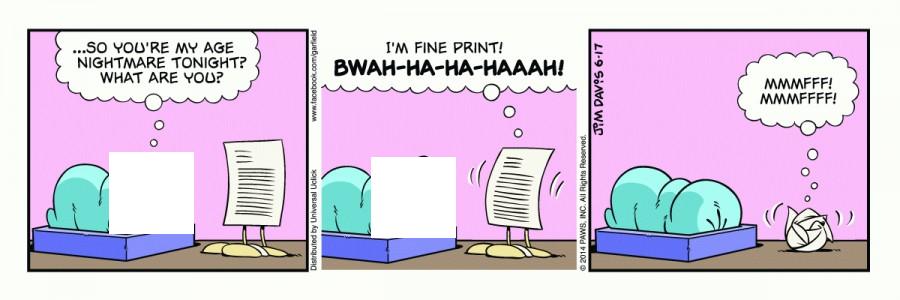 ...SO YOU'RE MY AGE
NIGHTMARE TONIGHT?
WHAT ARE YOU?
www.facebook.com/garfield
Distributed by Universal Uclick
I'M FINE PRINT!
BWAH-HA-HA-HAAAH!
© 2014 PAWS, INC. All Rights Reserved.
JIM DAVIS 6·17
MMMFFF!
MMMFFFF!